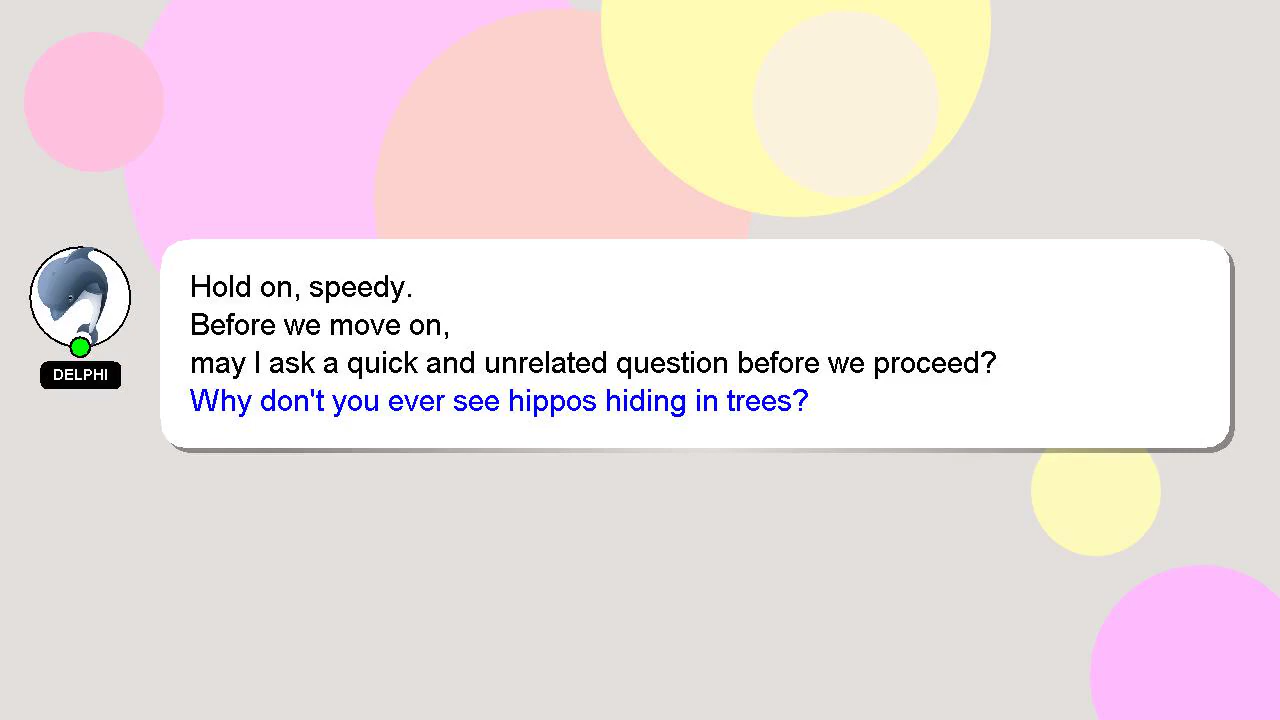 Hold on, speedy.
Before we move on,
may I ask a quick and unrelated question before we proceed?
Why don't you ever see hippos hiding in trees?
DELPHI